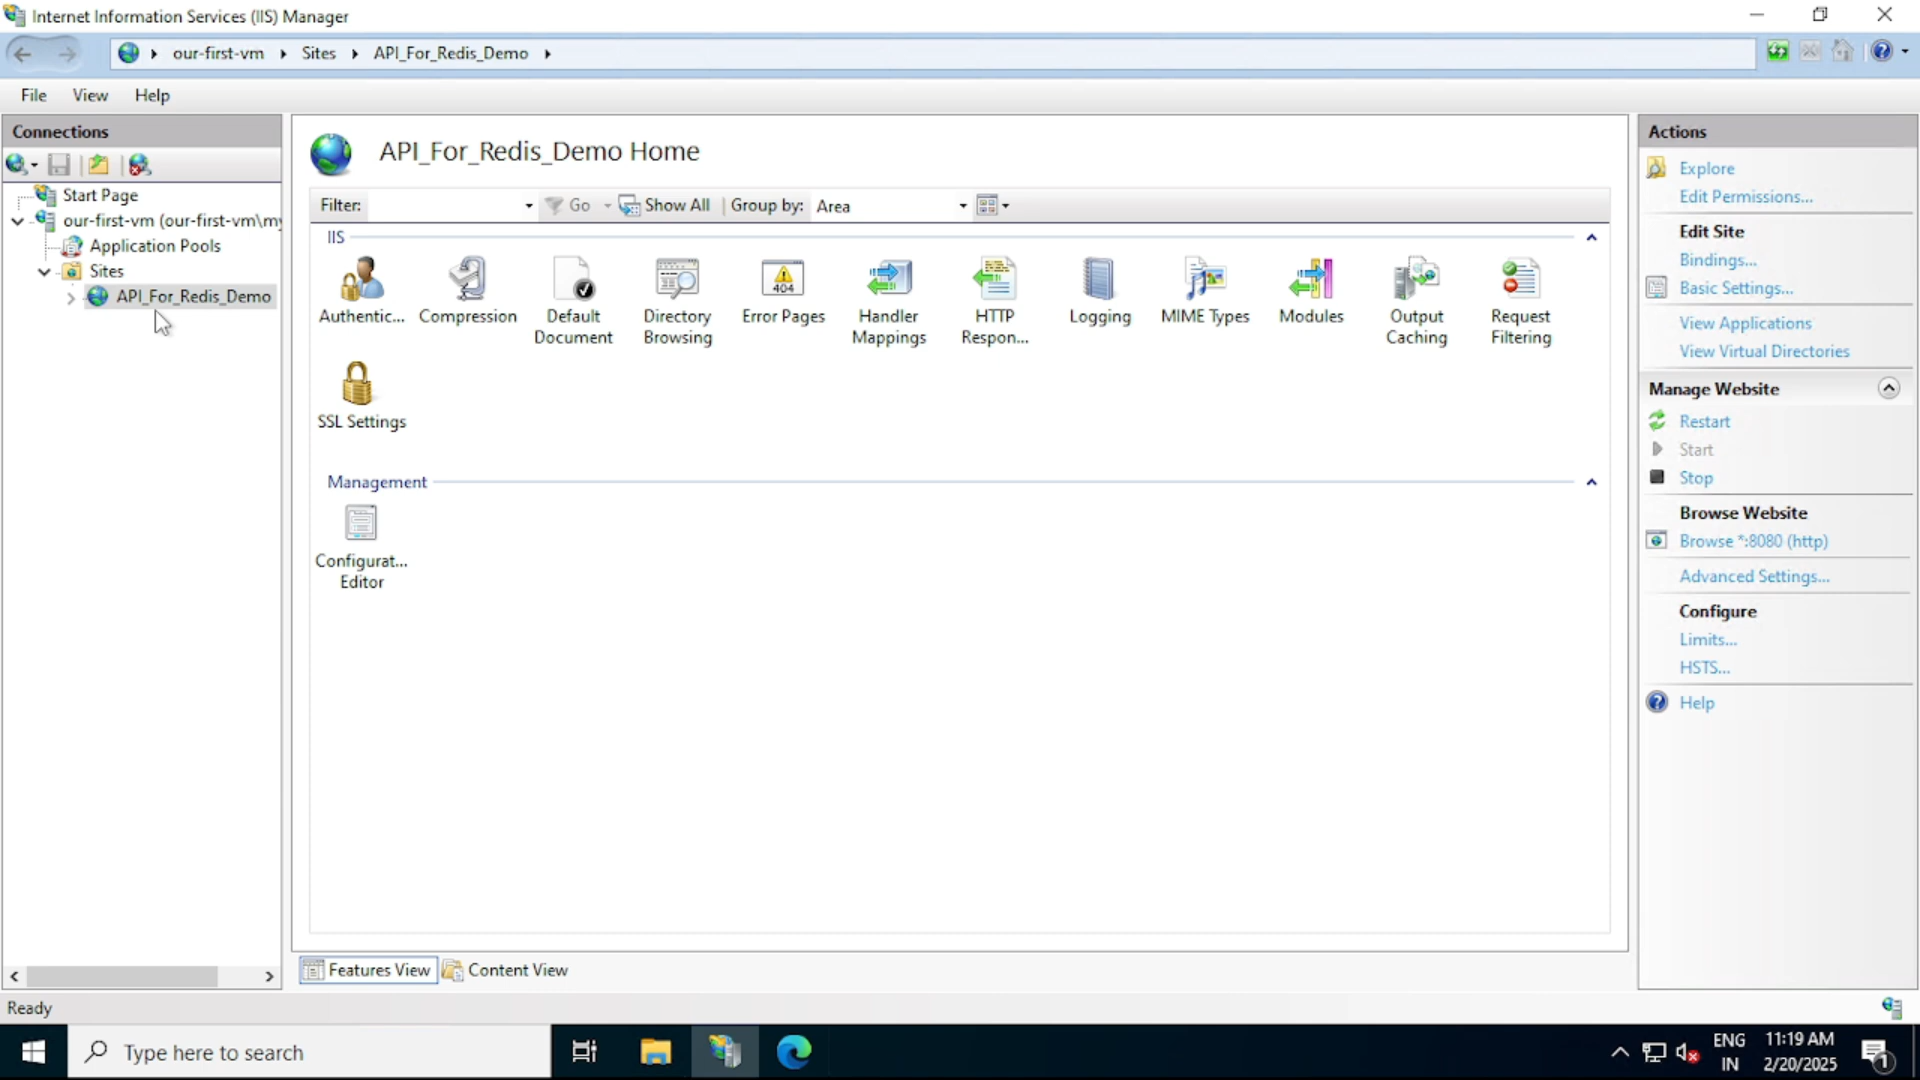 Internet Information Services (IIS) Manager
our-first-vm
Sites
API_For_Redis_Demo
File View Help
Connections
Start Page
our-first-vm (our-first-vm\my
Application Pools
Sites
API_For_Redis_Demo
API_For_Redis_Demo Home
Filter: Go Show All Group by: Area
IIS
Authentic...
Compression
Default
Document
Directory
Browsing
Error Pages
Handler
Mappings
HTTP
Respon...
Logging
MIME Types
Modules
Output
Caching
Request
Filtering
SSL Settings
Management
Configurat...
Editor
Features View
Content View
Actions
Explore
Edit Permissions...
Edit Site
Bindings...
Basic Settings...
View Applications
View Virtual Directories
Manage Website
Restart
Start
Stop
Browse Website
Browse *:8080 (http)
Advanced Settings...
Configure
Limits...
HSTS...
Help
Ready
Type here to search
ENG
IN
11:19 AM
2/20/2025
1